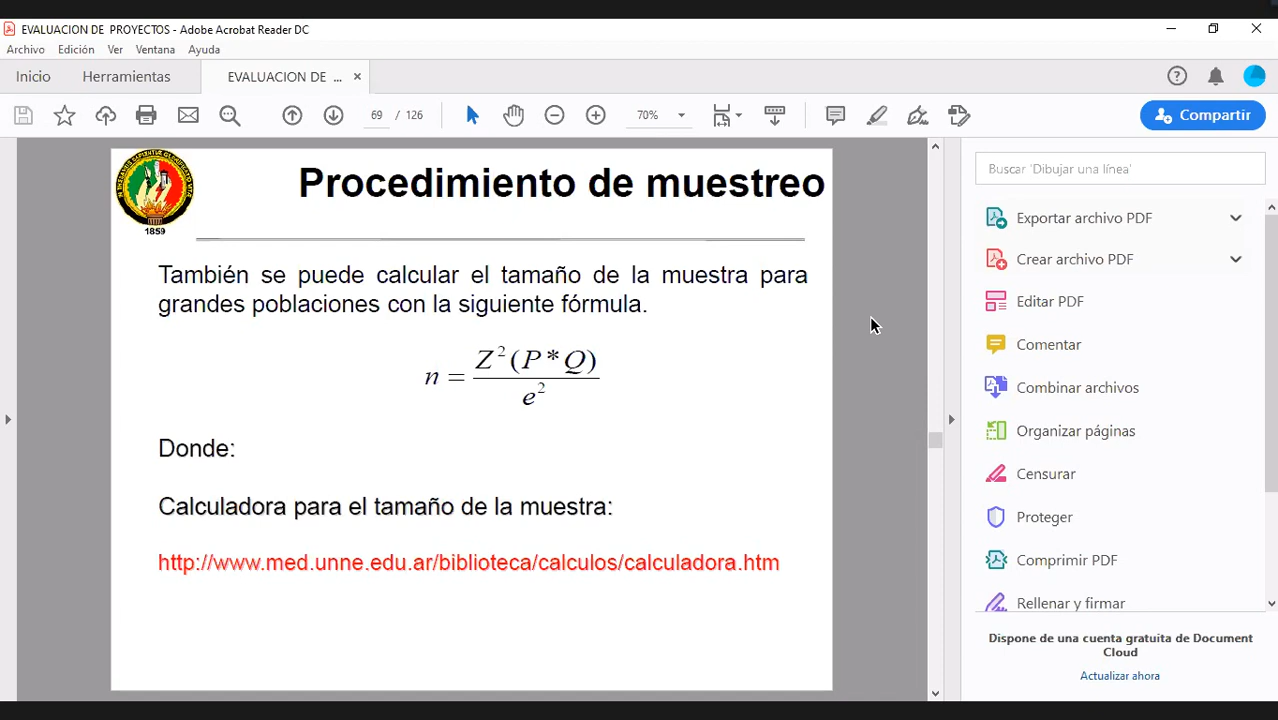 EVALUACION DE PROYECTOS - Adobe Acrobat Reader DC
Archivo Edición Ver Ventana Ayuda
Inicio Herramientas EVALUACION DE ... ×
69 / 126 70% Compartir
Procedimiento de muestreo
1859
También se puede calcular el tamaño de la muestra para
grandes poblaciones con la siguiente fórmula.
n = Z²(P*Q) / e²
Donde:
Calculadora para el tamaño de la muestra:
http://www.med.unne.edu.ar/biblioteca/calculos/calculadora.htm
Buscar 'Dibujar una línea'
Exportar archivo PDF
Crear archivo PDF
Editar PDF
Comentar
Combinar archivos
Organizar páginas
Censurar
Proteger
Comprimir PDF
Rellenar y firmar
Dispone de una cuenta gratuita de Document
Cloud
Actualizar ahora